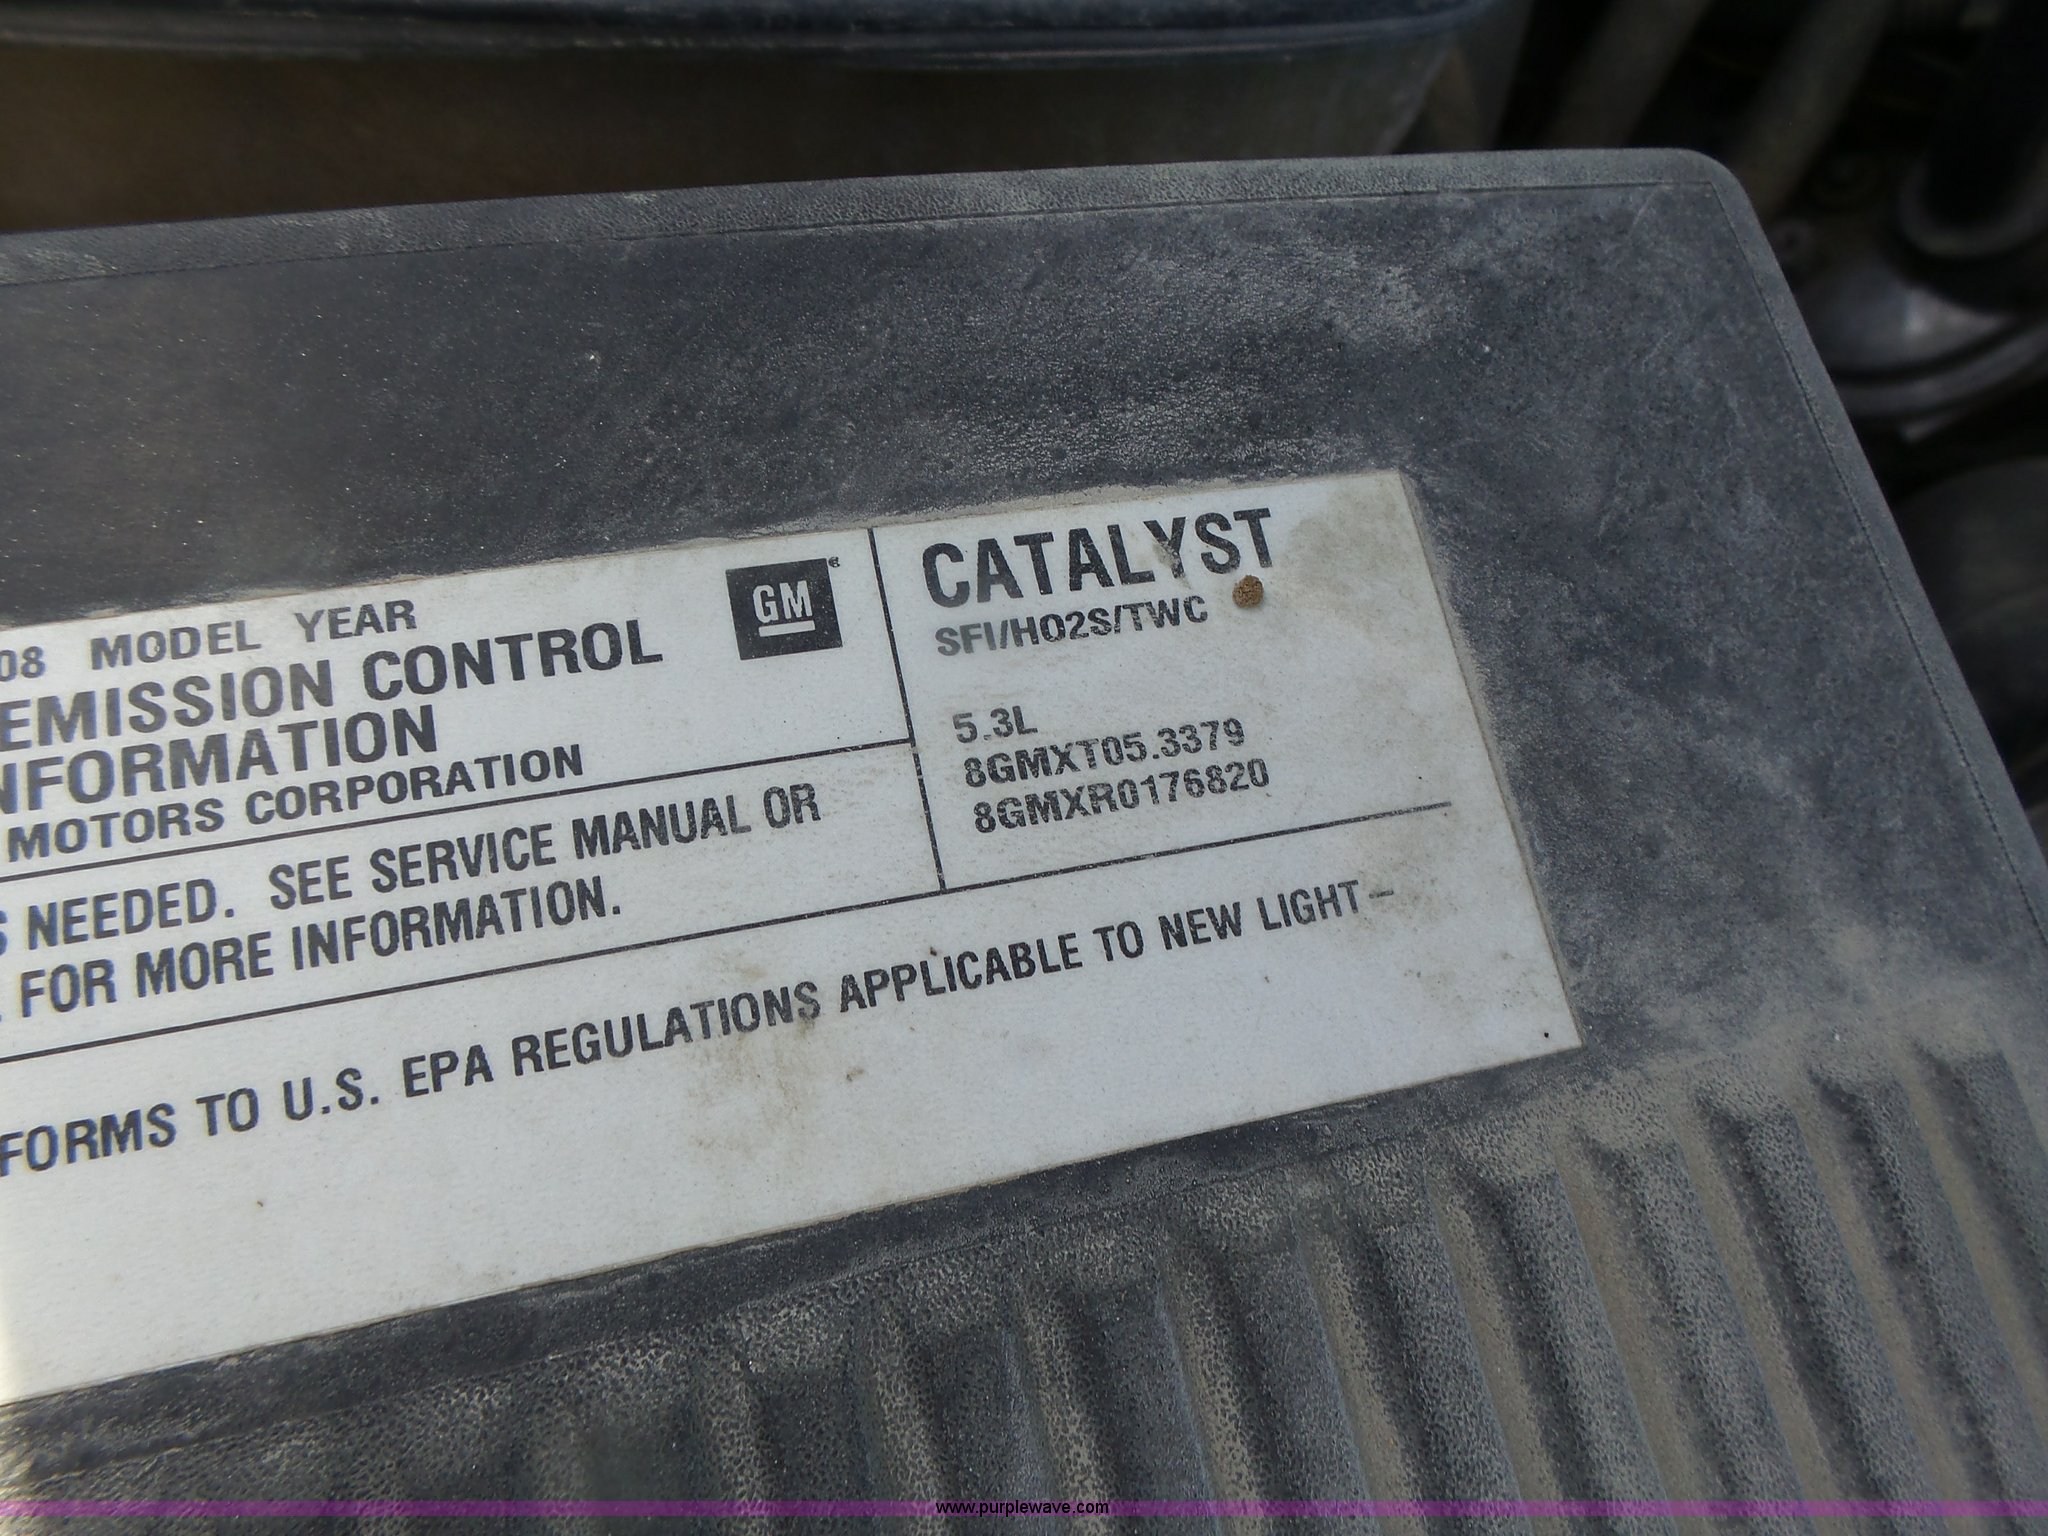 08 MODEL YEAR
EMISSION CONTROL
NFORMATION
MOTORS CORPORATION
GM
CATALYST
SFI/HO2S/TWC
5.3L
8GMXT05.3379
8GMXR0176820
S NEEDED. SEE SERVICE MANUAL OR
FOR MORE INFORMATION.
FORMS TO U.S. EPA REGULATIONS APPLICABLE TO NEW LIGHT-
www.purplewave.com